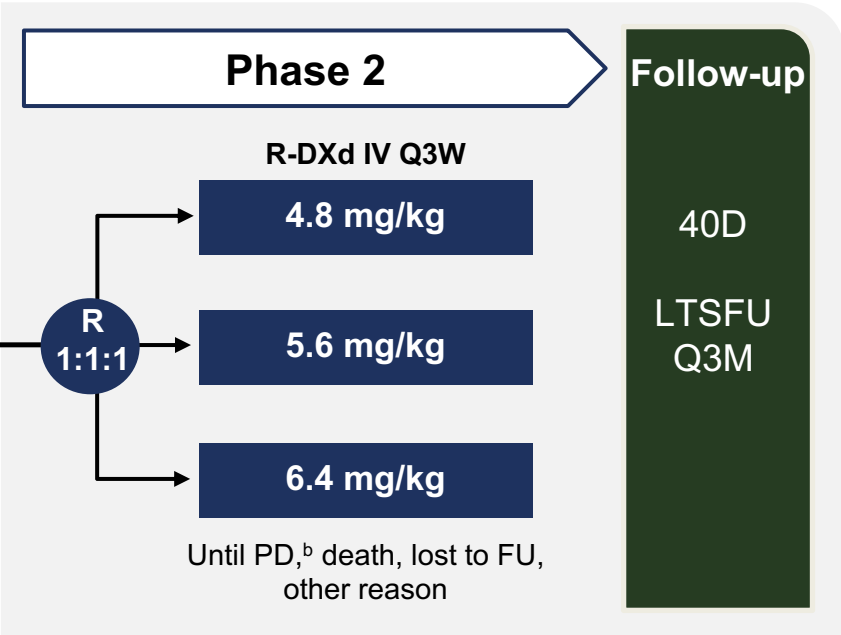 Phase 2
Follow-up
R-DXd IV Q3W
4.8 mg/kg
40D
R
1:1:1
5.6 mg/kg
LTSFU
Q3M
6.4 mg/kg
Until PD,ᵇ death, lost to FU,
other reason